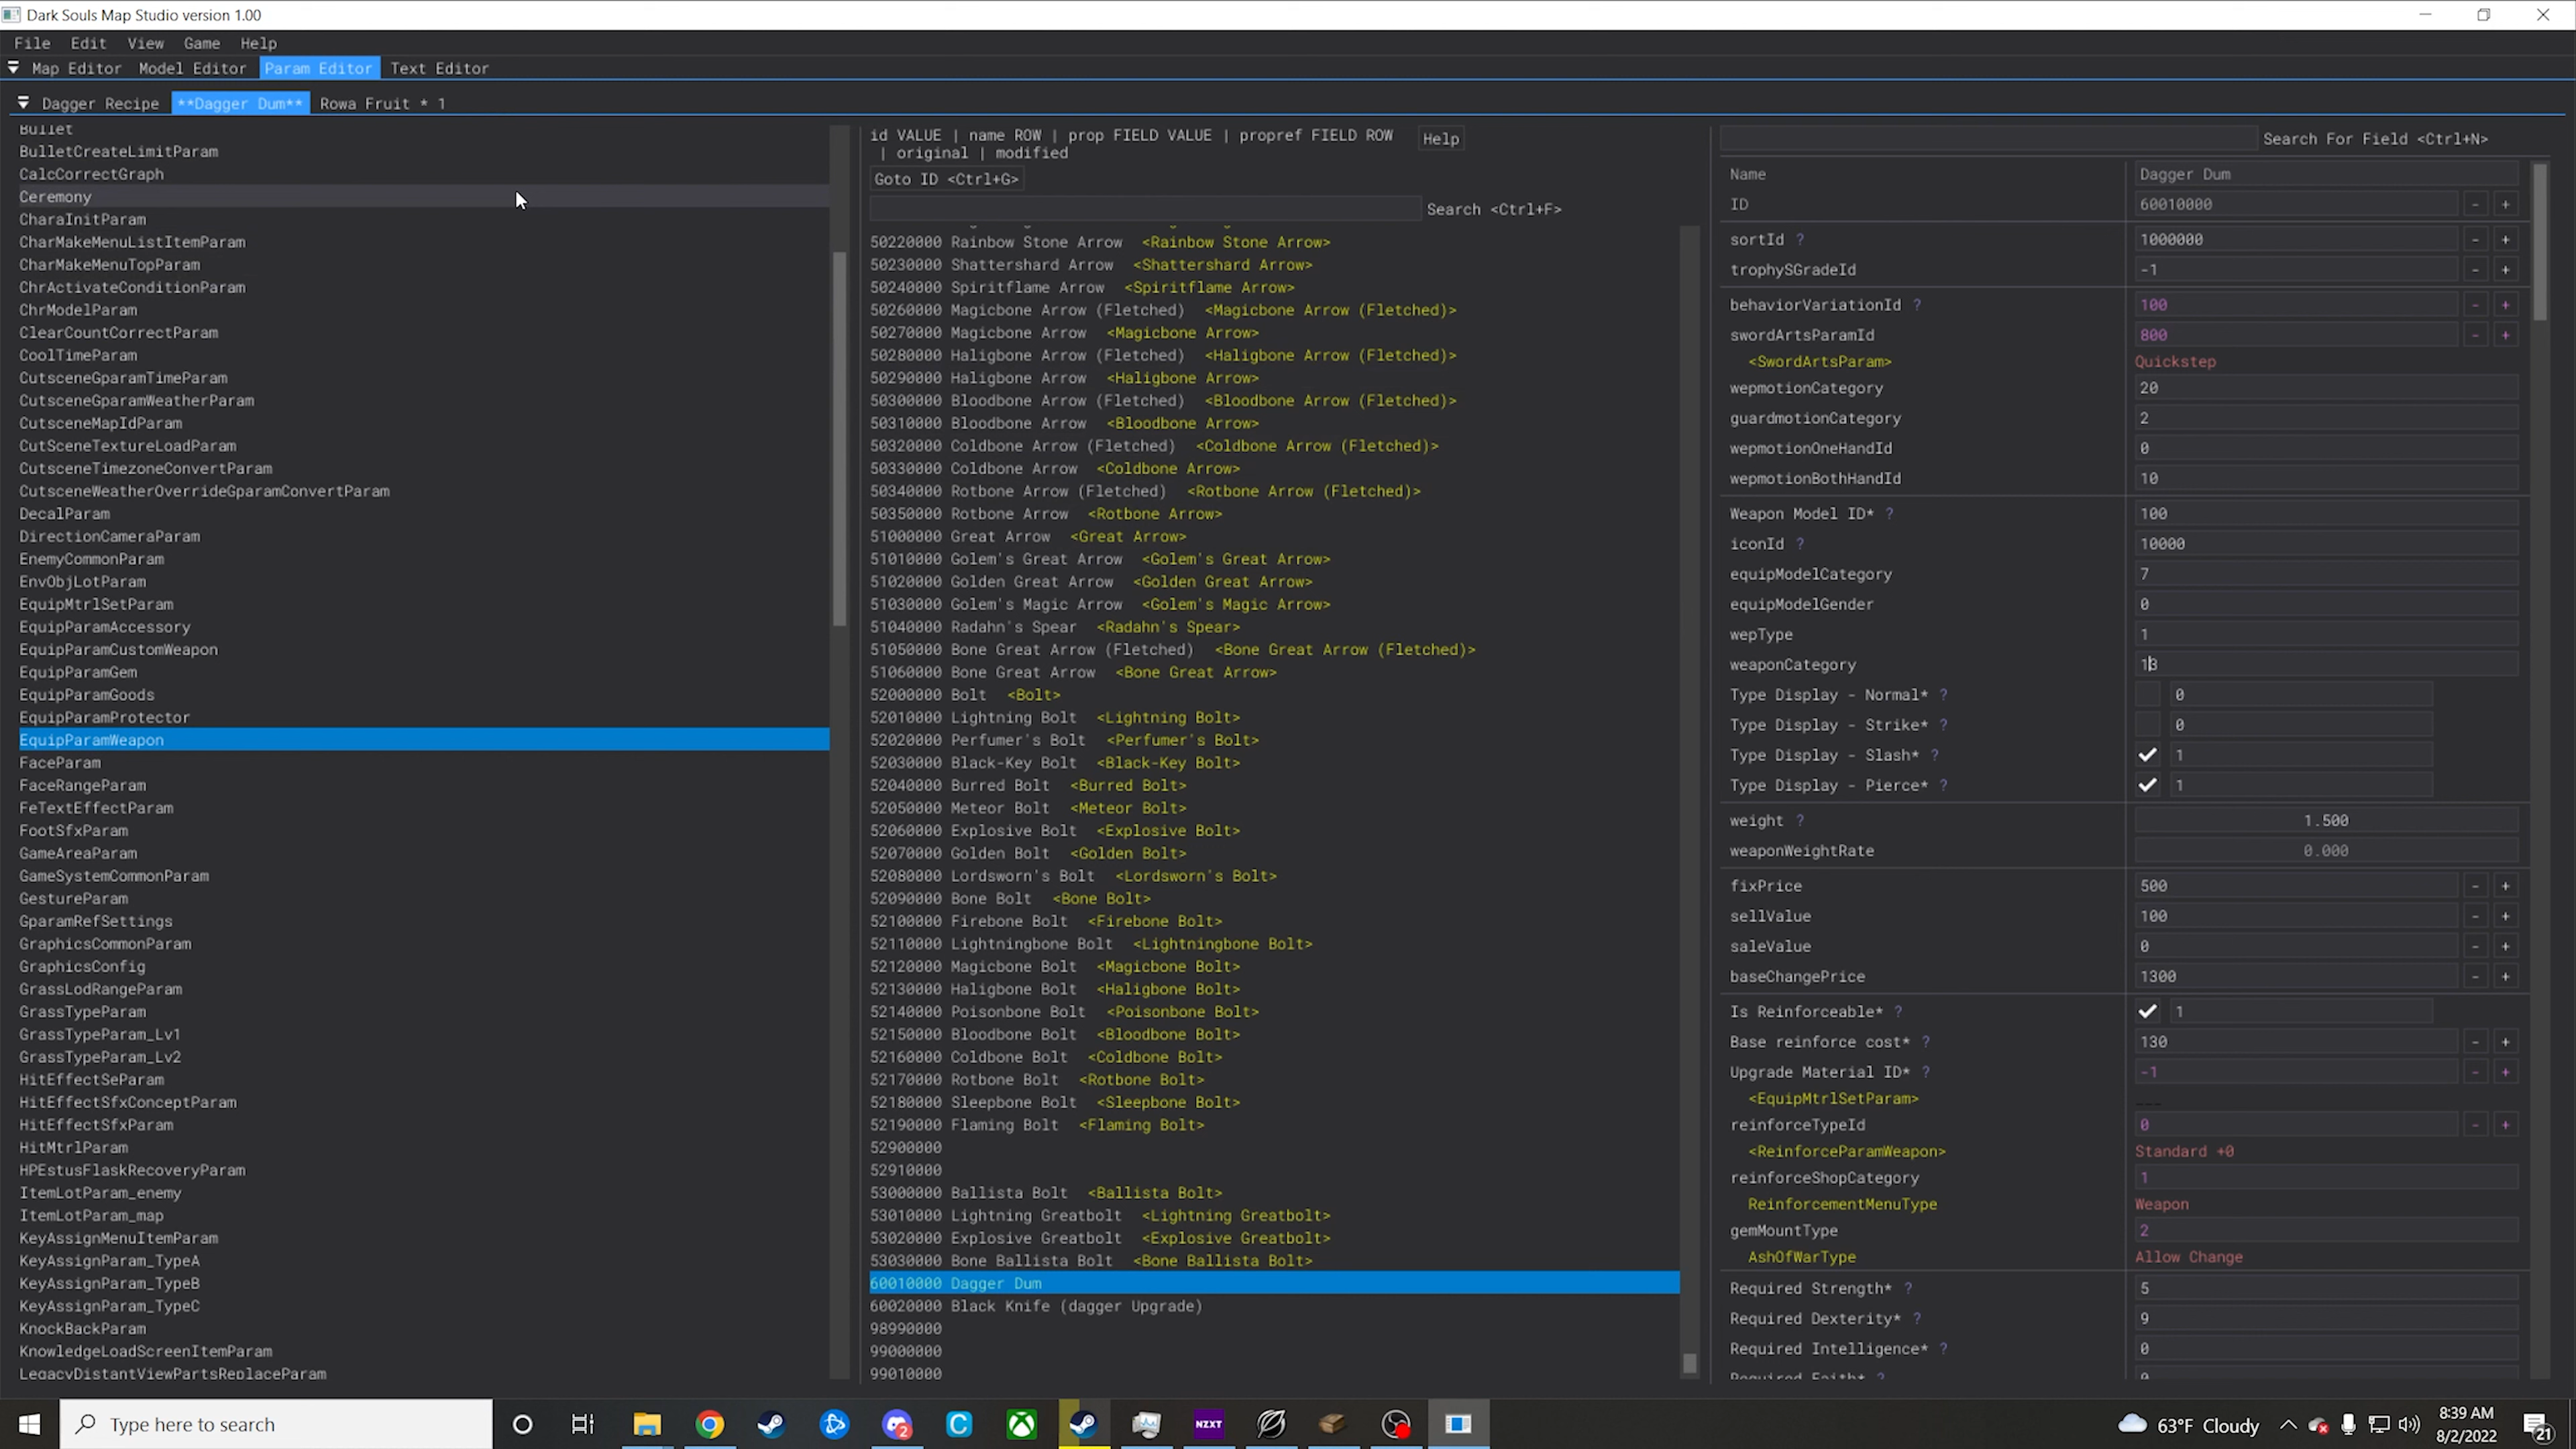 Dark Souls Map Studio version 1.00
File Edit View Game Help
Map Editor Model Editor Param Editor Text Editor
Dagger Recipe **Dagger Dum** Rowa Fruit * 1
Bullet
BulletCreateLimitParam
CalcCorrectGraph
Ceremony
CharaInitParam
CharMakeMenuListItemParam
CharMakeMenuTopParam
ChrActivateConditionParam
ChrModelParam
ClearCountCorrectParam
CoolTimeParam
CutsceneGparamTimeParam
CutsceneGparamWeatherParam
CutsceneMapIdParam
CutSceneTextureLoadParam
CutsceneTimezoneConvertParam
CutsceneWeatherOverrideGparamConvertParam
DecalParam
DirectionCameraParam
EnemyCommonParam
EnvObjLotParam
EquipMtrlSetParam
EquipParamAccessory
EquipParamCustomWeapon
EquipParamGem
EquipParamGoods
EquipParamProtector
EquipParamWeapon
FaceParam
FaceRangeParam
FeTextEffectParam
FootSfxParam
GameAreaParam
GameSystemCommonParam
GestureParam
GparamRefSettings
GraphicsCommonParam
GraphicsConfig
GrassLodRangeParam
GrassTypeParam
GrassTypeParam_Lv1
GrassTypeParam_Lv2
HitEffectSeParam
HitEffectSfxConceptParam
HitEffectSfxParam
HitMtrlParam
HPEstusFlaskRecoveryParam
ItemLotParam_enemy
ItemLotParam_map
KeyAssignMenuItemParam
KeyAssignParam_TypeA
KeyAssignParam_TypeB
KeyAssignParam_TypeC
KnockBackParam
KnowledgeLoadScreenItemParam
LegacyDistantViewPartsReplaceParam
id VALUE | name ROW | prop FIELD VALUE | propref FIELD ROW
| original | modified
Help
Goto ID <Ctrl+G>
Search <Ctrl+F>
50220000 Rainbow Stone Arrow <Rainbow Stone Arrow>
50230000 Shattershard Arrow <Shattershard Arrow>
50240000 Spiritflame Arrow <Spiritflame Arrow>
50260000 Magicbone Arrow (Fletched) <Magicbone Arrow (Fletched)>
50270000 Magicbone Arrow <Magicbone Arrow>
50280000 Haligbone Arrow (Fletched) <Haligbone Arrow (Fletched)>
50290000 Haligbone Arrow <Haligbone Arrow>
50300000 Bloodbone Arrow (Fletched) <Bloodbone Arrow (Fletched)>
50310000 Bloodbone Arrow <Bloodbone Arrow>
50320000 Coldbone Arrow (Fletched) <Coldbone Arrow (Fletched)>
50330000 Coldbone Arrow <Coldbone Arrow>
50340000 Rotbone Arrow (Fletched) <Rotbone Arrow (Fletched)>
50350000 Rotbone Arrow <Rotbone Arrow>
51000000 Great Arrow <Great Arrow>
51010000 Golem's Great Arrow <Golem's Great Arrow>
51020000 Golden Great Arrow <Golden Great Arrow>
51030000 Golem's Magic Arrow <Golem's Magic Arrow>
51040000 Radahn's Spear <Radahn's Spear>
51050000 Bone Great Arrow (Fletched) <Bone Great Arrow (Fletched)>
51060000 Bone Great Arrow <Bone Great Arrow>
52000000 Bolt <Bolt>
52010000 Lightning Bolt <Lightning Bolt>
52020000 Perfumer's Bolt <Perfumer's Bolt>
52030000 Black-Key Bolt <Black-Key Bolt>
52040000 Burred Bolt <Burred Bolt>
52050000 Meteor Bolt <Meteor Bolt>
52060000 Explosive Bolt <Explosive Bolt>
52070000 Golden Bolt <Golden Bolt>
52080000 Lordsworn's Bolt <Lordsworn's Bolt>
52090000 Bone Bolt <Bone Bolt>
52100000 Firebone Bolt <Firebone Bolt>
52110000 Lightningbone Bolt <Lightningbone Bolt>
52120000 Magicbone Bolt <Magicbone Bolt>
52130000 Haligbone Bolt <Haligbone Bolt>
52140000 Poisonbone Bolt <Poisonbone Bolt>
52150000 Bloodbone Bolt <Bloodbone Bolt>
52160000 Coldbone Bolt <Coldbone Bolt>
52170000 Rotbone Bolt <Rotbone Bolt>
52180000 Sleepbone Bolt <Sleepbone Bolt>
52190000 Flaming Bolt <Flaming Bolt>
52900000
52910000
53000000 Ballista Bolt <Ballista Bolt>
53010000 Lightning Greatbolt <Lightning Greatbolt>
53020000 Explosive Greatbolt <Explosive Greatbolt>
53030000 Bone Ballista Bolt <Bone Ballista Bolt>
60010000 Dagger Dum
60020000 Black Knife (dagger Upgrade)
98990000
99000000
99010000
Search For Field <Ctrl+N>
Name Dagger Dum
ID 60010000 - +
sortId ? 1000000 - +
trophySGradeId -1 - +
behaviorVariationId ? 100 - +
swordArtsParamId 800 - +
<SwordArtsParam> Quickstep
wepmotionCategory 20
guardmotionCategory 2
wepmotionOneHandId 0
wepmotionBothHandId 10
Weapon Model ID* ? 100
iconId ? 10000
equipModelCategory 7
equipModelGender 0
wepType 1
weaponCategory 13
Type Display - Normal* ? 0
Type Display - Strike* ? 0
Type Display - Slash* ? 1
Type Display - Pierce* ? 1
weight ? 1.500
weaponWeightRate 0.000
fixPrice 500 - +
sellValue 100 - +
saleValue 0 - +
baseChangePrice 1300 - +
Is Reinforceable* ? 1
Base reinforce cost* ? 130 - +
Upgrade Material ID* ? -1 - +
<EquipMtrlSetParam> ___
reinforceTypeId 0 - +
<ReinforceParamWeapon> Standard +0
reinforceShopCategory 1
ReinforcementMenuType Weapon
gemMountType 2
AshOfWarType Allow Change
Required Strength* ? 5
Required Dexterity* ? 9
Required Intelligence* ? 0
Required Faith* ? 0
Type here to search
2
NZXT
63°F Cloudy
8:39 AM
8/2/2022
21